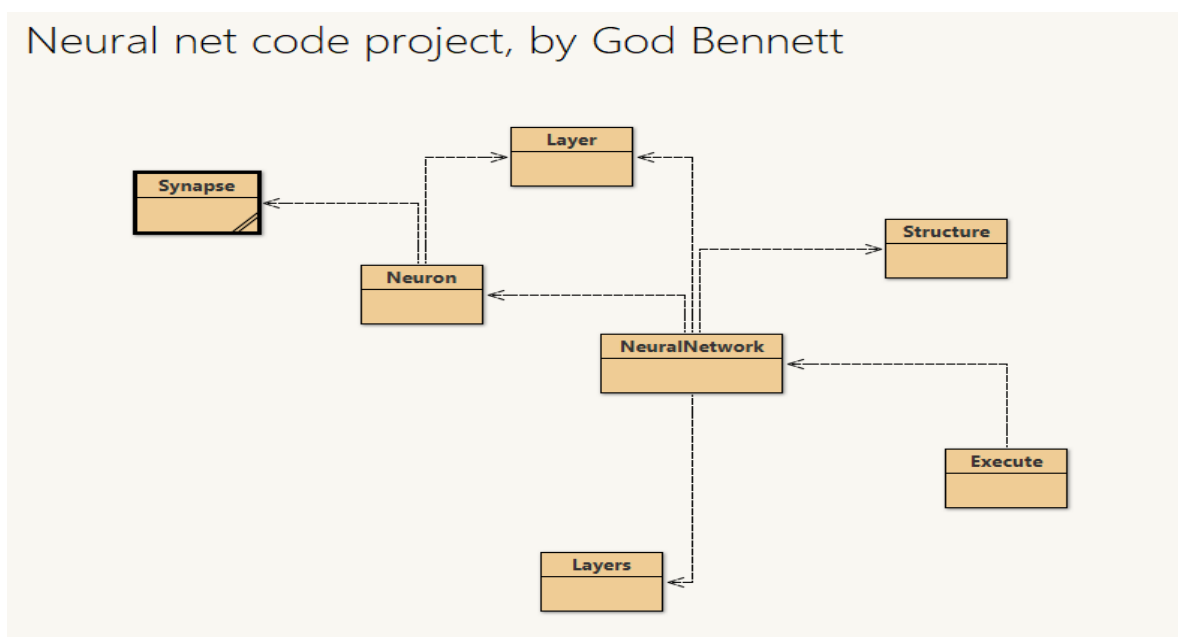 Neural net code project, by God Bennett
Layer
Synapse
Structure
Neuron
NeuralNetwork
Execute
Layers